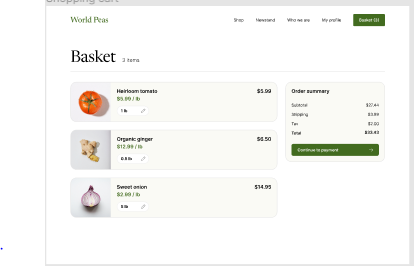 Shopping cart
World Peas
Shop Newstand Who we are My profile Basket (3)
Basket 3 items
Heirloom tomato $5.99
$5.99 / lb
1 lb
Organic ginger $6.50
$12.99 / lb
0.5 lb
Sweet onion $14.95
$2.99 / lb
5 lb
Order summary
Subtotal $27.44
Shipping $3.99
Tax $2.00
Total $33.43
Continue to payment →